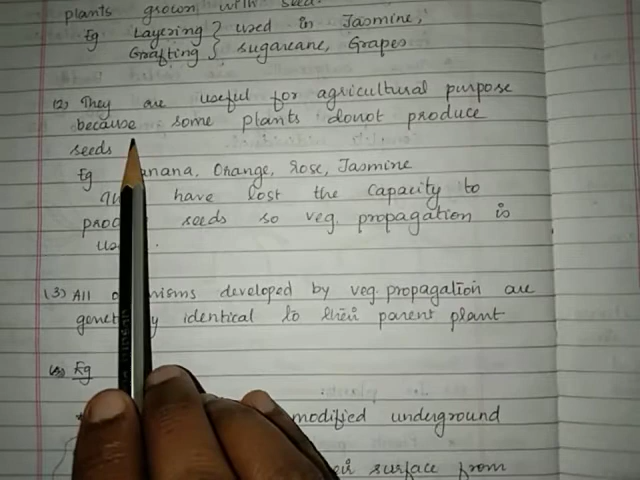 plants grown with seed.
Eg Layering } used in Jasmine,
Grafting } sugarcane, Grapes
(2) They are useful for agricultural purpose
because some plants donot produce
seeds
Eg anana, Orange, rose, Jasmine
have lost the capacity to
seeds so veg. propagation is
(3) All nisms developed by veg. propagation are
identical to their parent plant
Eg
modified underground
surface from